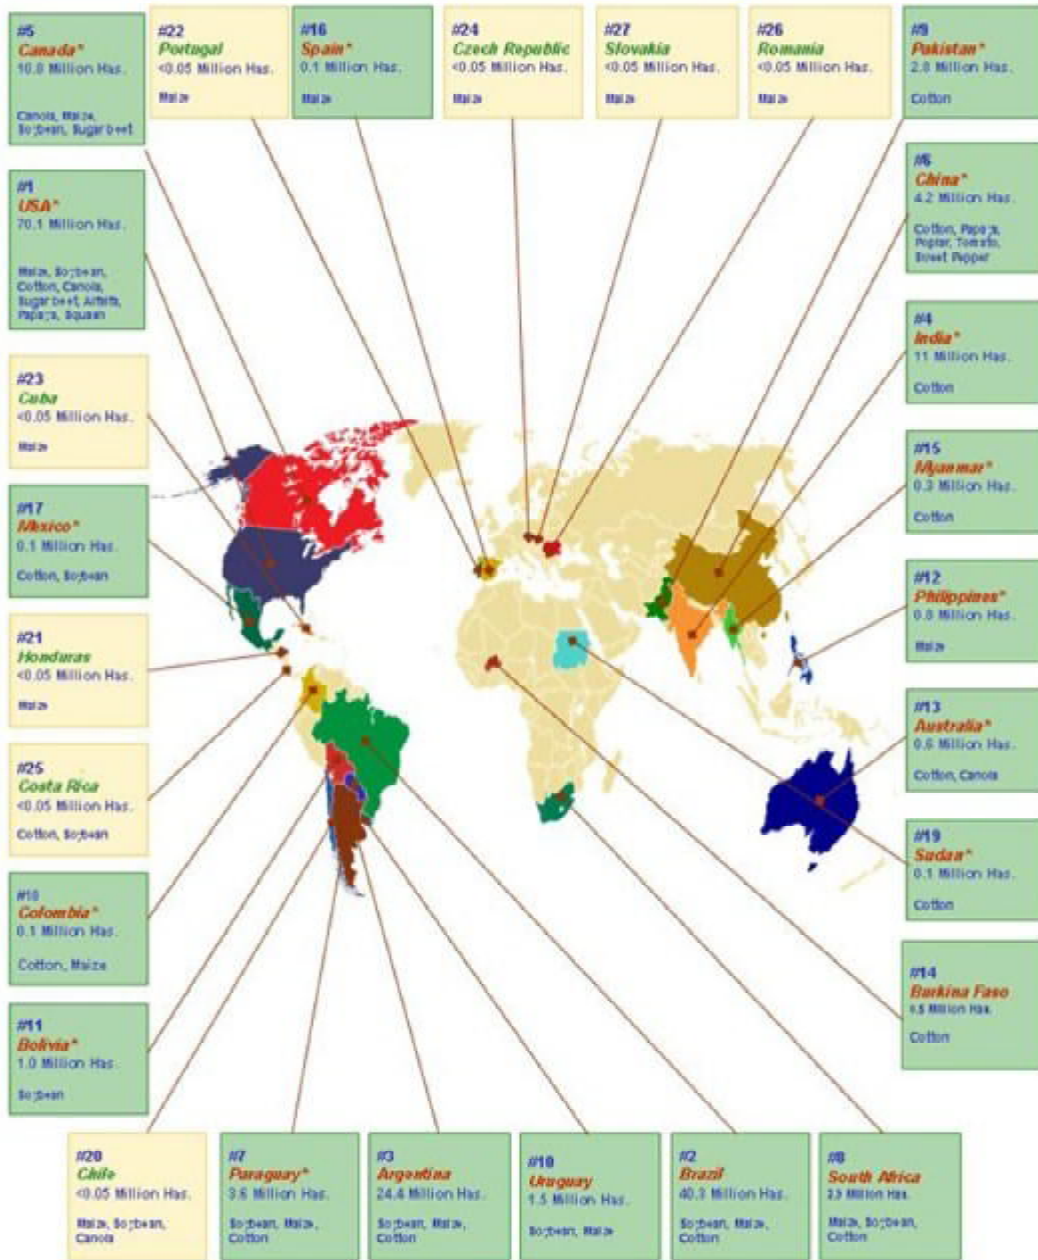 #5
Canada*
10.8 Million Has.
Canola, Maize,
Soybean, Sugar beet
#22
Portugal
<0.05 Million Has.
Maize
#16
Spain*
0.1 Million Has.
Maize
#24
Czech Republic
<0.05 Million Has.
Maize
#27
Slovakia
<0.05 Million Has.
Maize
#26
Romania
<0.05 Million Has.
Maize
#9
Pakistan*
2.8 Million Has.
Cotton
#1
USA*
70.1 Million Has.
Maize, Soybean,
Cotton, Canola,
Sugar beet, Alfalfa,
Papaya, Squash
#6
China*
4.2 Million Has.
Cotton, Papaya,
Poplar, Tomato,
Sweet Pepper
#4
India*
11 Million Has.
Cotton
#23
Cuba
<0.05 Million Has.
Maize
#15
Myanmar*
0.3 Million Has.
Cotton
#17
Mexico*
0.1 Million Has.
Cotton, Soybean
#12
Philippines*
0.8 Million Has.
Maize
#21
Honduras
<0.05 Million Has.
Maize
#13
Australia*
0.6 Million Has.
Cotton, Canola
#25
Costa Rica
<0.05 Million Has.
Cotton, Soybean
#19
Sudan*
0.1 Million Has.
Cotton
#18
Colombia*
0.1 Million Has.
Cotton, Maize
#14
Burkina Faso
Million Has.
Cotton
#11
Bolivia*
1.0 Million Has.
Soybean
#20
Chile
<0.05 Million Has.
Maize, Soybean,
Canola
#7
Paraguay*
3.6 Million Has.
Soybean, Maize,
Cotton
#3
Argentina
24.4 Million Has.
Soybean, Maize,
Cotton
#10
Uruguay
1.5 Million Has.
Soybean, Maize
#2
Brazil
40.3 Million Has.
Soybean, Maize,
Cotton
#8
South Africa
Million Has.
Maize, Soybean,
Cotton